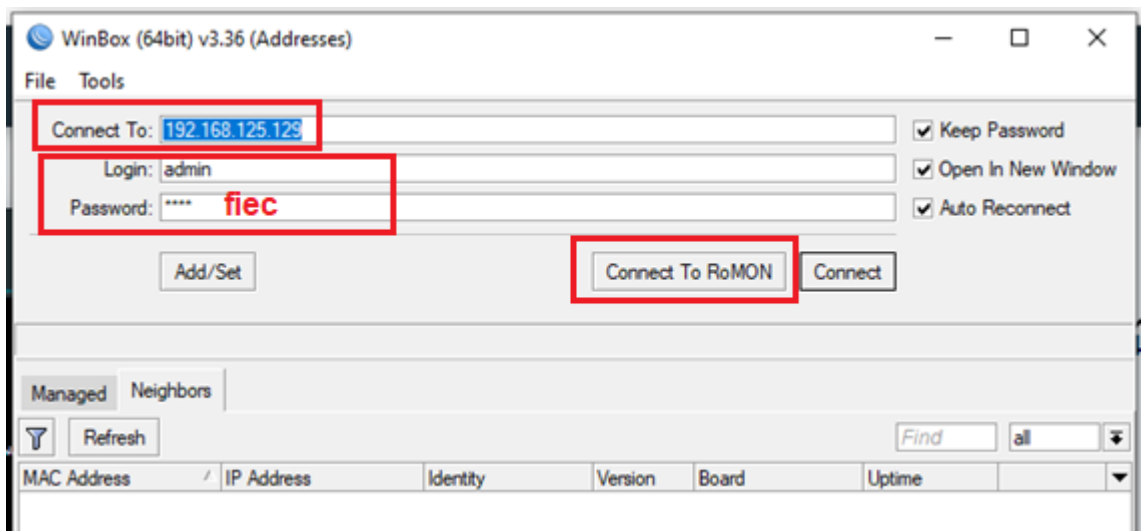 WinBox (64bit) v3.36 (Addresses)
File Tools
Connect To: 192.168.125.129
Keep Password
Login: admin
Open In New Window
Password: **** fiec
Auto Reconnect
Add/Set Connect To RoMON Connect
Managed Neighbors
Refresh Find all
MAC Address IP Address Identity Version Board Uptime